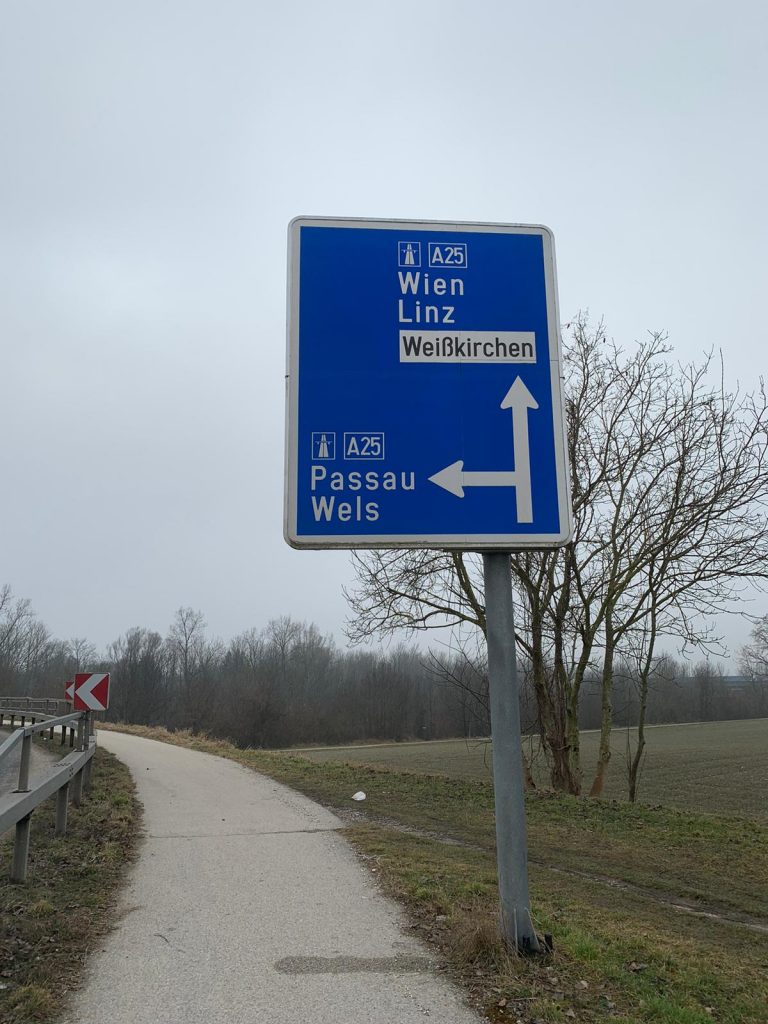 A25
Wien
Linz
Weißkirchen
A25
Passau
Wels